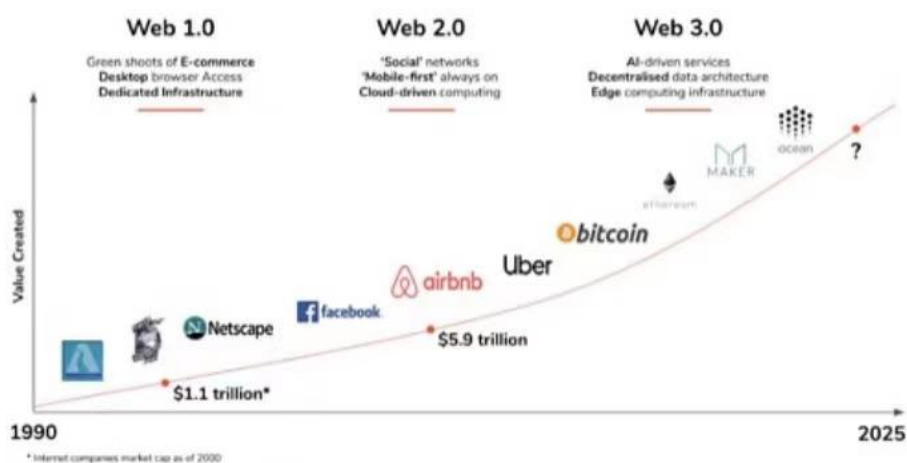 Web 1.0
Green shoots of E-commerce
Desktop browser Access
Dedicated Infrastructure
Web 2.0
'Social' networks
'Mobile-first' always on
Cloud-driven computing
Web 3.0
AI-driven services
Decentralised data architecture
Edge computing infrastructure
Value Created
Netscape
$1.1 trillion*
facebook
airbnb
$5.9 trillion
Uber
bitcoin
ethereum
MAKER
ocean
?
1990
2025
* Internet companies market cap as of 2000